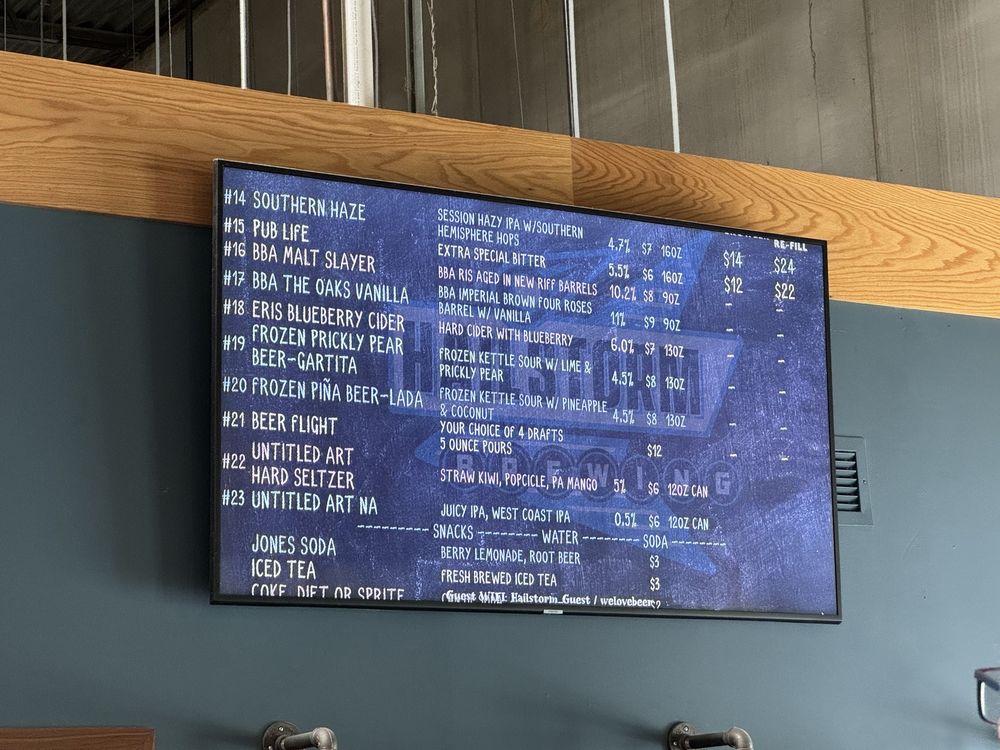 RE-FILL
#14 SOUTHERN HAZE SESSION HAZY IPA W/SOUTHERN HEMISPHERE HOPS 4.7% $7 16OZ $14 $24
#15 PUB LIFE EXTRA SPECIAL BITTER 5.5% $6 16OZ $12 $22
#16 BBA MALT SLAYER BBA RIS AGED IN NEW RIFF BARRELS 10.2% $8 9OZ - -
#17 BBA THE OAKS VANILLA BBA IMPERIAL BROWN FOUR ROSES BARREL W/ VANILLA 11% $9 9OZ - -
#18 ERIS BLUEBERRY CIDER HARD CIDER WITH BLUEBERRY 6.0% $7 13OZ - -
#19 FROZEN PRICKLY PEAR BEER-GARTITA FROZEN KETTLE SOUR W/ LIME & PRICKLY PEAR 4.5% $8 13OZ - -
#20 FROZEN PIÑA BEER-LADA FROZEN KETTLE SOUR W/ PINEAPPLE & COCONUT 4.5% $8 13OZ - -
#21 BEER FLIGHT YOUR CHOICE OF 4 DRAFTS 5 OUNCE POURS $12 - -
#22 UNTITLED ART HARD SELTZER STRAW KIWI, POPCICLE, PA MANGO 5% $6 12OZ CAN
#23 UNTITLED ART NA JUICY IPA, WEST COAST IPA 0.5% $6 12OZ CAN
---------- SNACKS --------- WATER --------- SODA ---------
JONES SODA BERRY LEMONADE, ROOT BEER $3
ICED TEA FRESH BREWED ICED TEA $3
COKE, DIET OR SPRITE
Guest WIFI: Hailstorm_Guest / welovebeer
HAILSTORM
BREWING